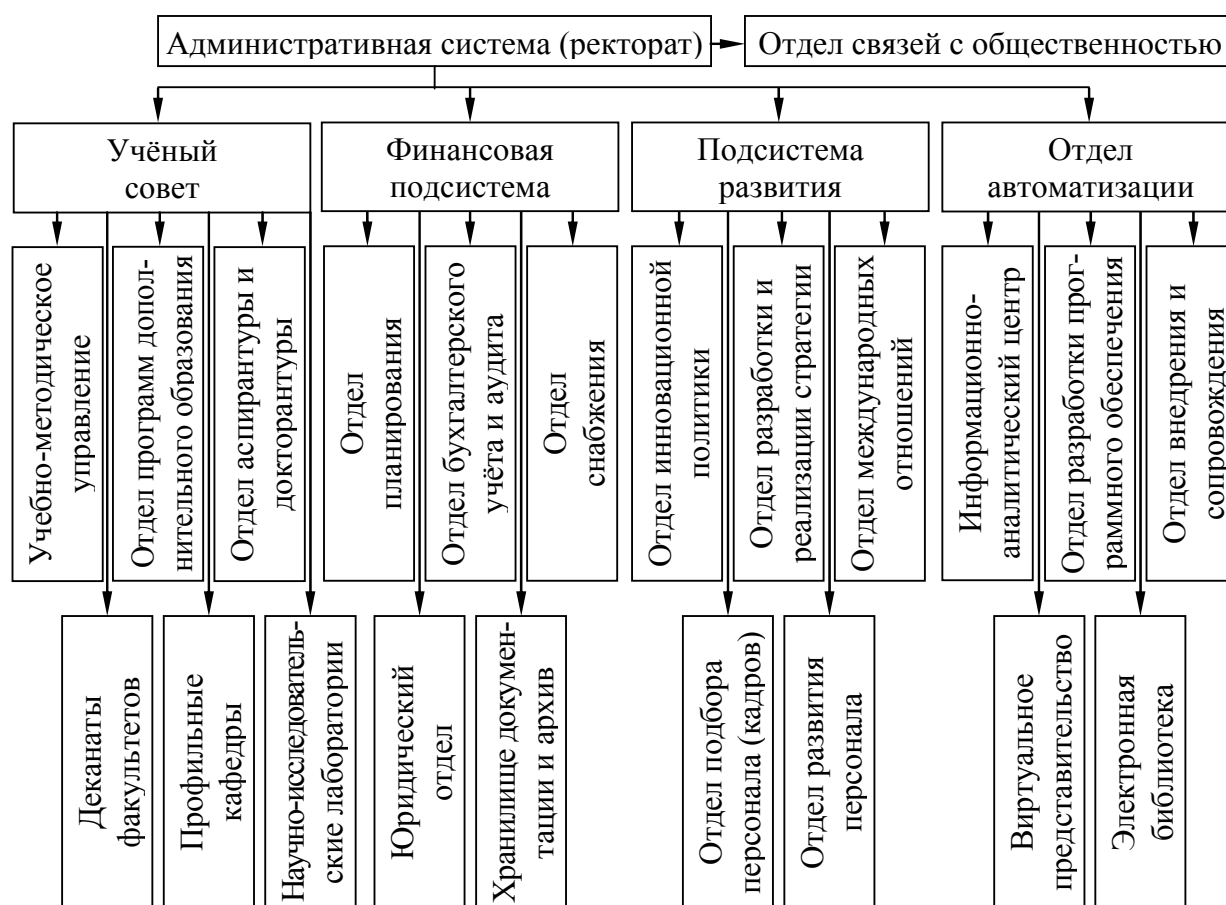 Административная система (ректорат)
Отдел связей с общественностью
Учёный
совет
Финансовая
подсистема
Подсистема
развития
Отдел
автоматизации
Учебно-методическое
управление
Отдел программ допол-
нительного образования
Отдел аспирантуры и
докторантуры
Отдел
планирования
Отдел бухгалтерского
учёта и аудита
Отдел
снабжения
Отдел инновационной
политики
Отдел разработки и
реализации стратегии
Отдел международных
отношений
Информационно-
аналитический центр
Отдел разработки прог-
раммного обеспечения
Отдел внедрения и
сопровождения
Деканаты
факультетов
Профильные
кафедры
Научно-исследователь-
ские лаборатории
Юридический
отдел
Хранилище докумен-
тации и архив
Отдел подбора
персонала (кадров)
Отдел развития
персонала
Виртуальное
представительство
Электронная
библиотека